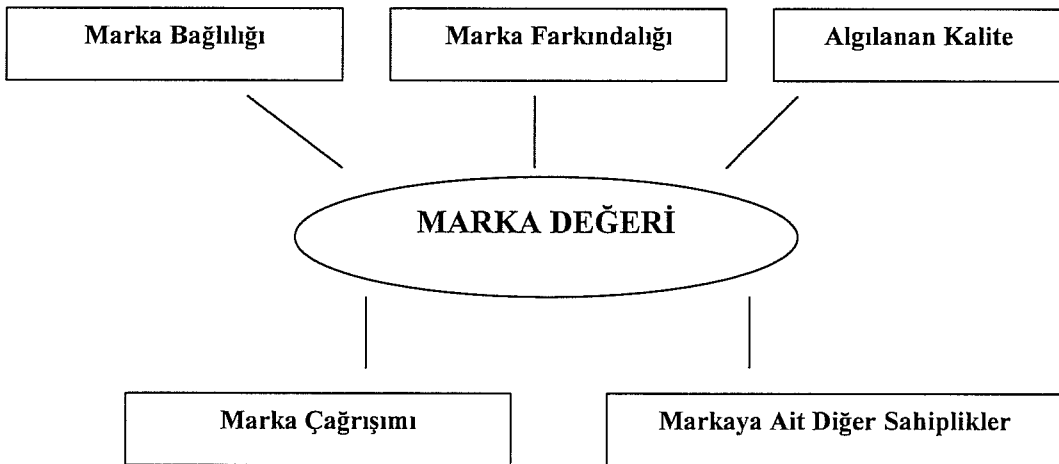 Marka Bağlılığı
Marka Farkındalığı
Algılanan Kalite
MARKA DEĞERİ
Marka Çağrışımı
Markaya Ait Diğer Sahiplikler